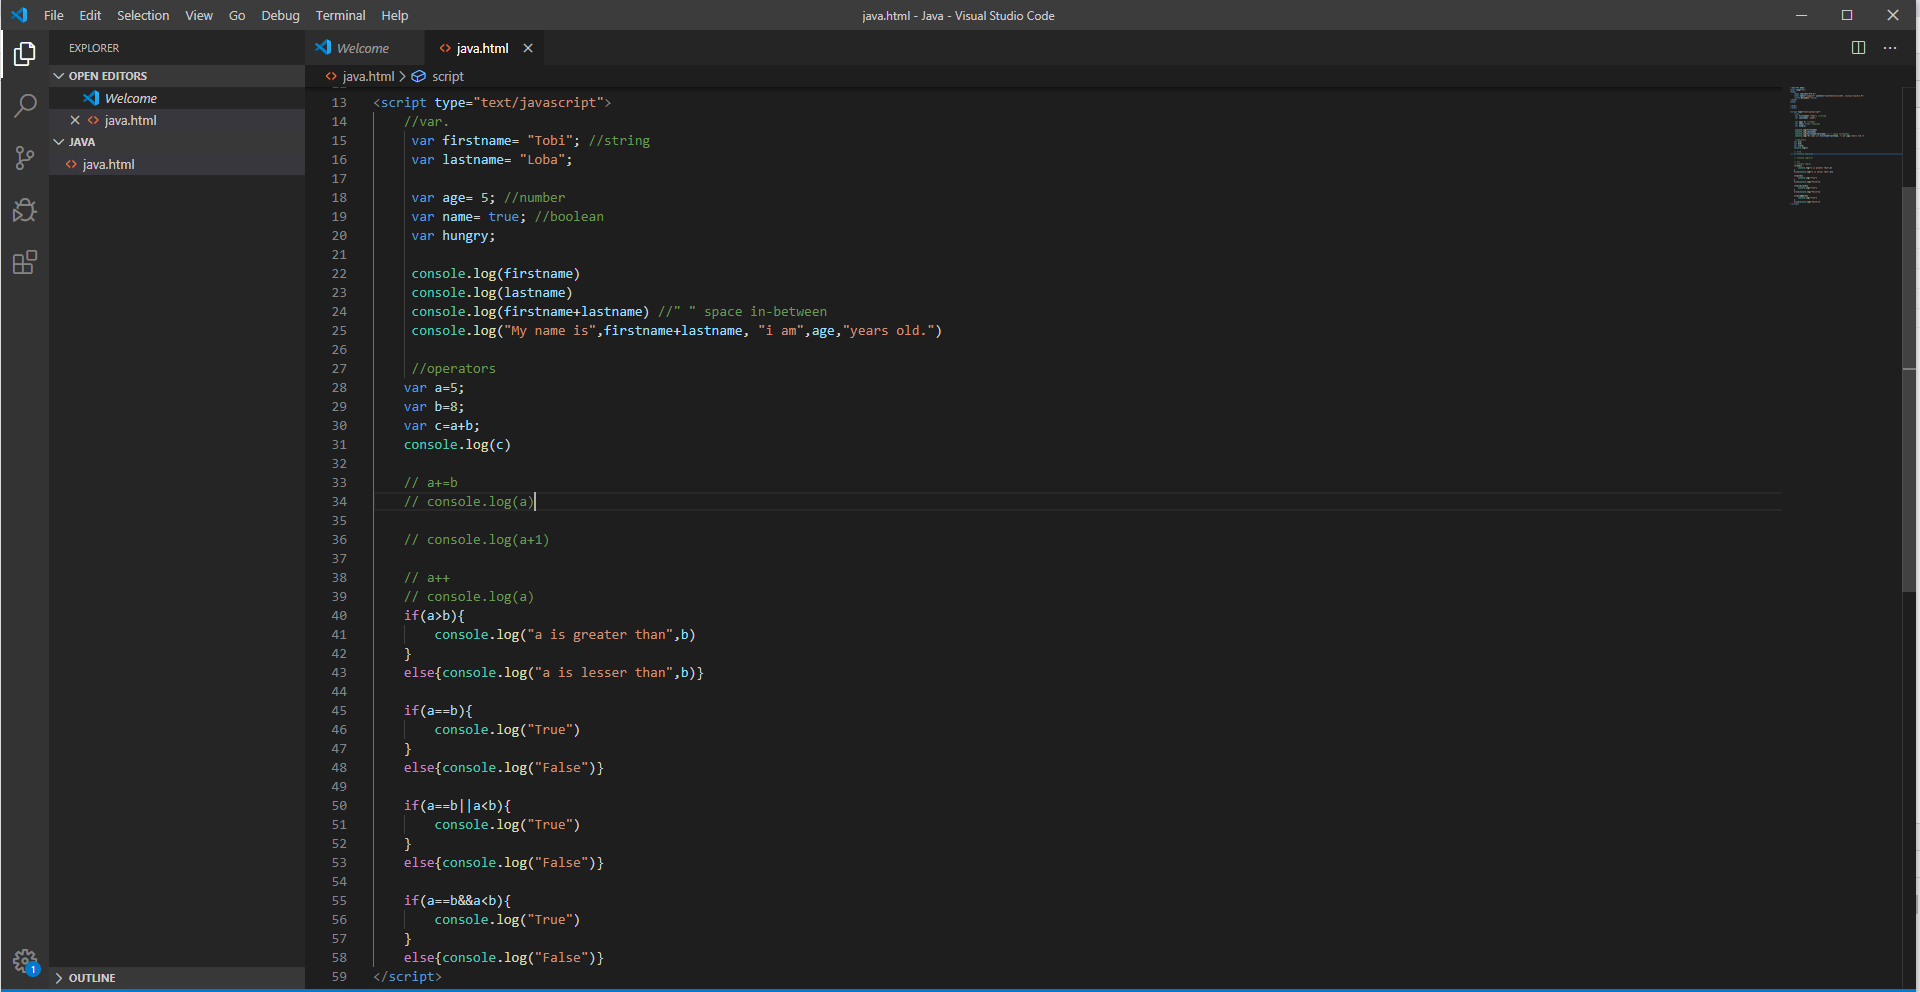 File Edit Selection View Go Debug Terminal Help
java.html - Java - Visual Studio Code
EXPLORER
OPEN EDITORS
Welcome
java.html
JAVA
java.html
OUTLINE
1
Welcome
java.html
java.html > script
13 <script type="text/javascript">
14 //var.
15 var firstname= "Tobi"; //string
16 var lastname= "Loba";
17
18 var age= 5; //number
19 var name= true; //boolean
20 var hungry;
21
22 console.log(firstname)
23 console.log(lastname)
24 console.log(firstname+lastname) //" " space in-between
25 console.log("My name is",firstname+lastname, "i am",age,"years old.")
26
27 //operators
28 var a=5;
29 var b=8;
30 var c=a+b;
31 console.log(c)
32
33 // a+=b
34 // console.log(a)
35
36 // console.log(a+1)
37
38 // a++
39 // console.log(a)
40 if(a>b){
41 console.log("a is greater than",b)
42 }
43 else{console.log("a is lesser than",b)}
44
45 if(a==b){
46 console.log("True")
47 }
48 else{console.log("False")}
49
50 if(a==b||a<b){
51 console.log("True")
52 }
53 else{console.log("False")}
54
55 if(a==b&&a<b){
56 console.log("True")
57 }
58 else{console.log("False")}
59 </script>